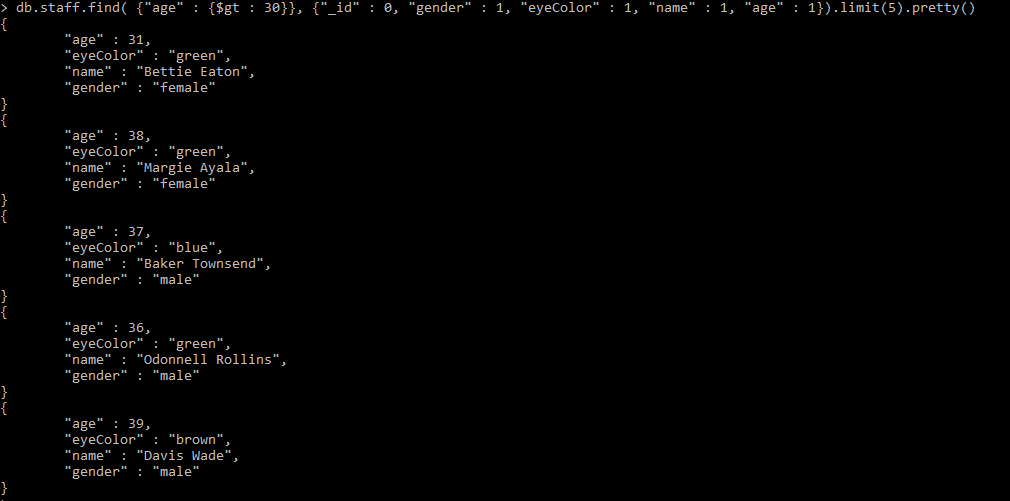 > db.staff.find( {"age" : {$gt : 30}}, {"_id" : 0, "gender" : 1, "eyeColor" : 1, "name" : 1, "age" : 1}).limit(5).pretty()
{
        "age" : 31,
        "eyeColor" : "green",
        "name" : "Bettie Eaton",
        "gender" : "female"
}
{
        "age" : 38,
        "eyeColor" : "green",
        "name" : "Margie Ayala",
        "gender" : "female"
}
{
        "age" : 37,
        "eyeColor" : "blue",
        "name" : "Baker Townsend",
        "gender" : "male"
}
{
        "age" : 36,
        "eyeColor" : "green",
        "name" : "Odonnell Rollins",
        "gender" : "male"
}
{
        "age" : 39,
        "eyeColor" : "brown",
        "name" : "Davis Wade",
        "gender" : "male"
}